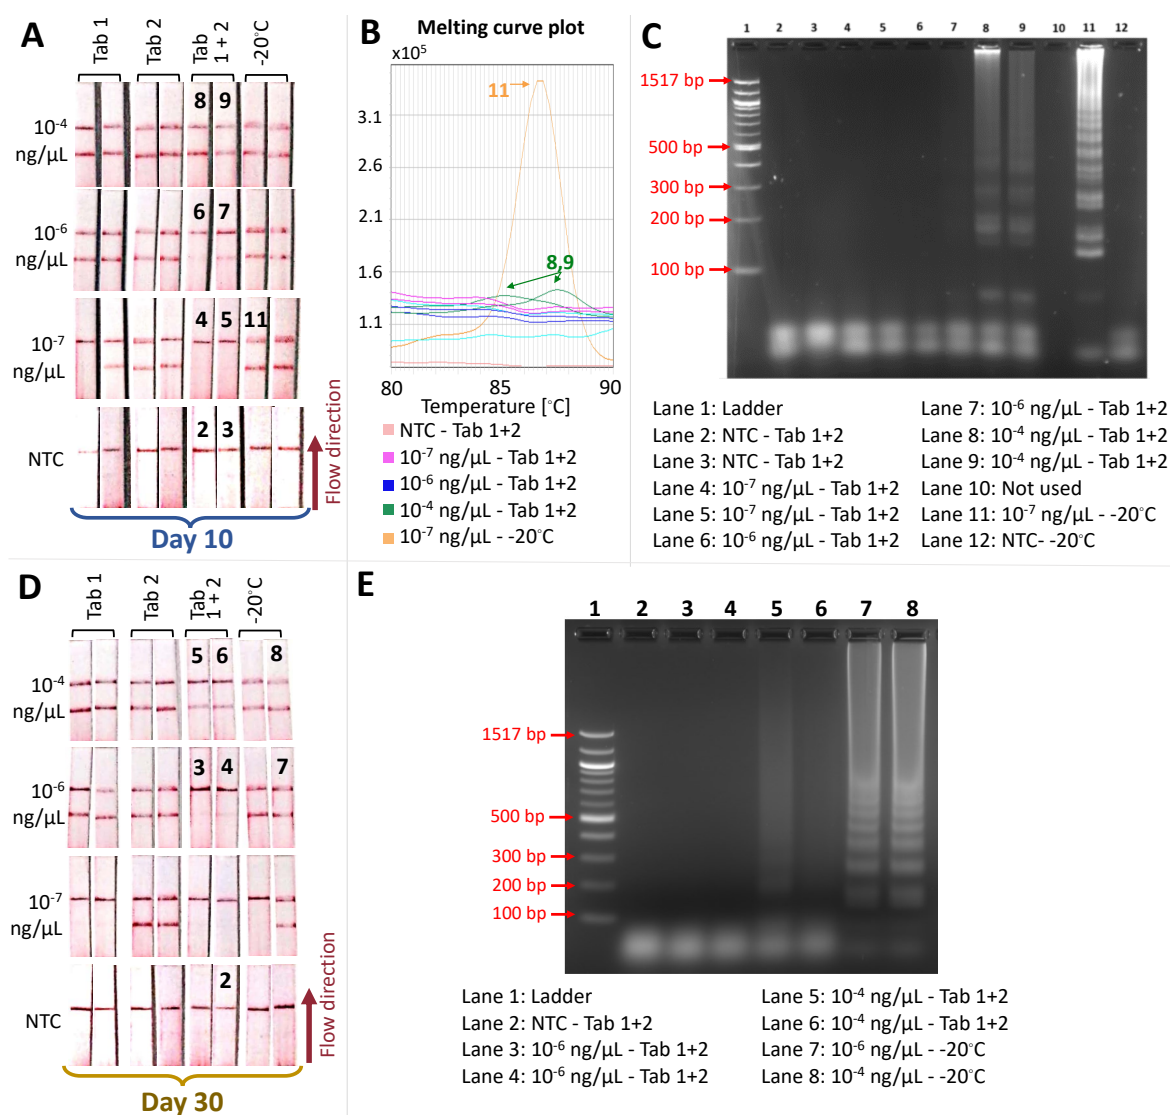 A
Tab 1
Tab 2
Tab
1 + 2
-20°C
10⁻⁴
ng/µL
8 9
10⁻⁶
ng/µL
6 7
10⁻⁷
ng/µL
4 5 11
NTC
2 3
Flow direction
Day 10
B
Melting curve plot
x10⁵
3.1
2.6
2.1
1.6
1.1
11
8,9
80 85 90
Temperature [°C]
NTC - Tab 1+2
10⁻⁷ ng/µL - Tab 1+2
10⁻⁶ ng/µL - Tab 1+2
10⁻⁴ ng/µL - Tab 1+2
10⁻⁷ ng/µL - -20°C
C
1 2 3 4 5 6 7 8 9 10 11 12
1517 bp
500 bp
300 bp
200 bp
100 bp
Lane 1: Ladder
Lane 2: NTC - Tab 1+2
Lane 3: NTC - Tab 1+2
Lane 4: 10⁻⁷ ng/µL - Tab 1+2
Lane 5: 10⁻⁷ ng/µL - Tab 1+2
Lane 6: 10⁻⁶ ng/µL - Tab 1+2
Lane 7: 10⁻⁶ ng/µL - Tab 1+2
Lane 8: 10⁻⁴ ng/µL - Tab 1+2
Lane 9: 10⁻⁴ ng/µL - Tab 1+2
Lane 10: Not used
Lane 11: 10⁻⁷ ng/µL - -20°C
Lane 12: NTC- -20°C
D
Tab 1
Tab 2
Tab
1 + 2
-20°C
10⁻⁴
ng/µL
5 6 8
10⁻⁶
ng/µL
3 4 7
10⁻⁷
ng/µL
NTC
2
Flow direction
Day 30
E
1 2 3 4 5 6 7 8
1517 bp
500 bp
300 bp
200 bp
100 bp
Lane 1: Ladder
Lane 2: NTC - Tab 1+2
Lane 3: 10⁻⁶ ng/µL - Tab 1+2
Lane 4: 10⁻⁶ ng/µL - Tab 1+2
Lane 5: 10⁻⁴ ng/µL - Tab 1+2
Lane 6: 10⁻⁴ ng/µL - Tab 1+2
Lane 7: 10⁻⁶ ng/µL - -20°C
Lane 8: 10⁻⁴ ng/µL - -20°C